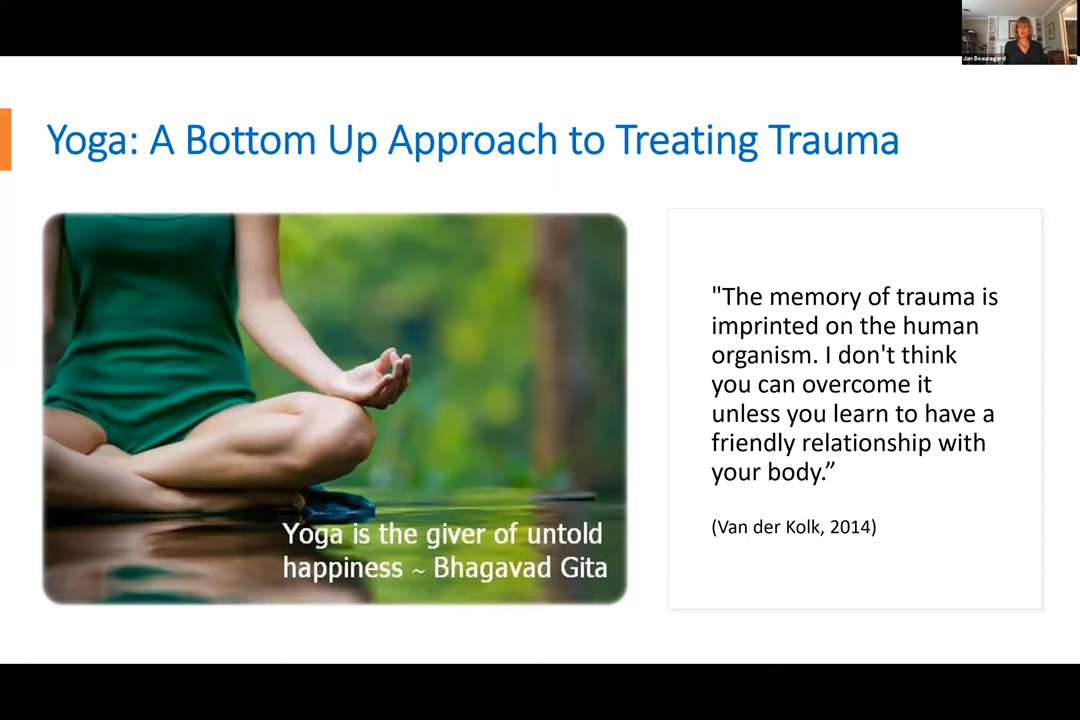 Jan Beauregard
Yoga: A Bottom Up Approach to Treating Trauma
"The memory of trauma is
imprinted on the human
organism. I don't think
you can overcome it
unless you learn to have a
friendly relationship with
your body.”
(Van der Kolk, 2014)
Yoga is the giver of untold
happiness ~ Bhagavad Gita